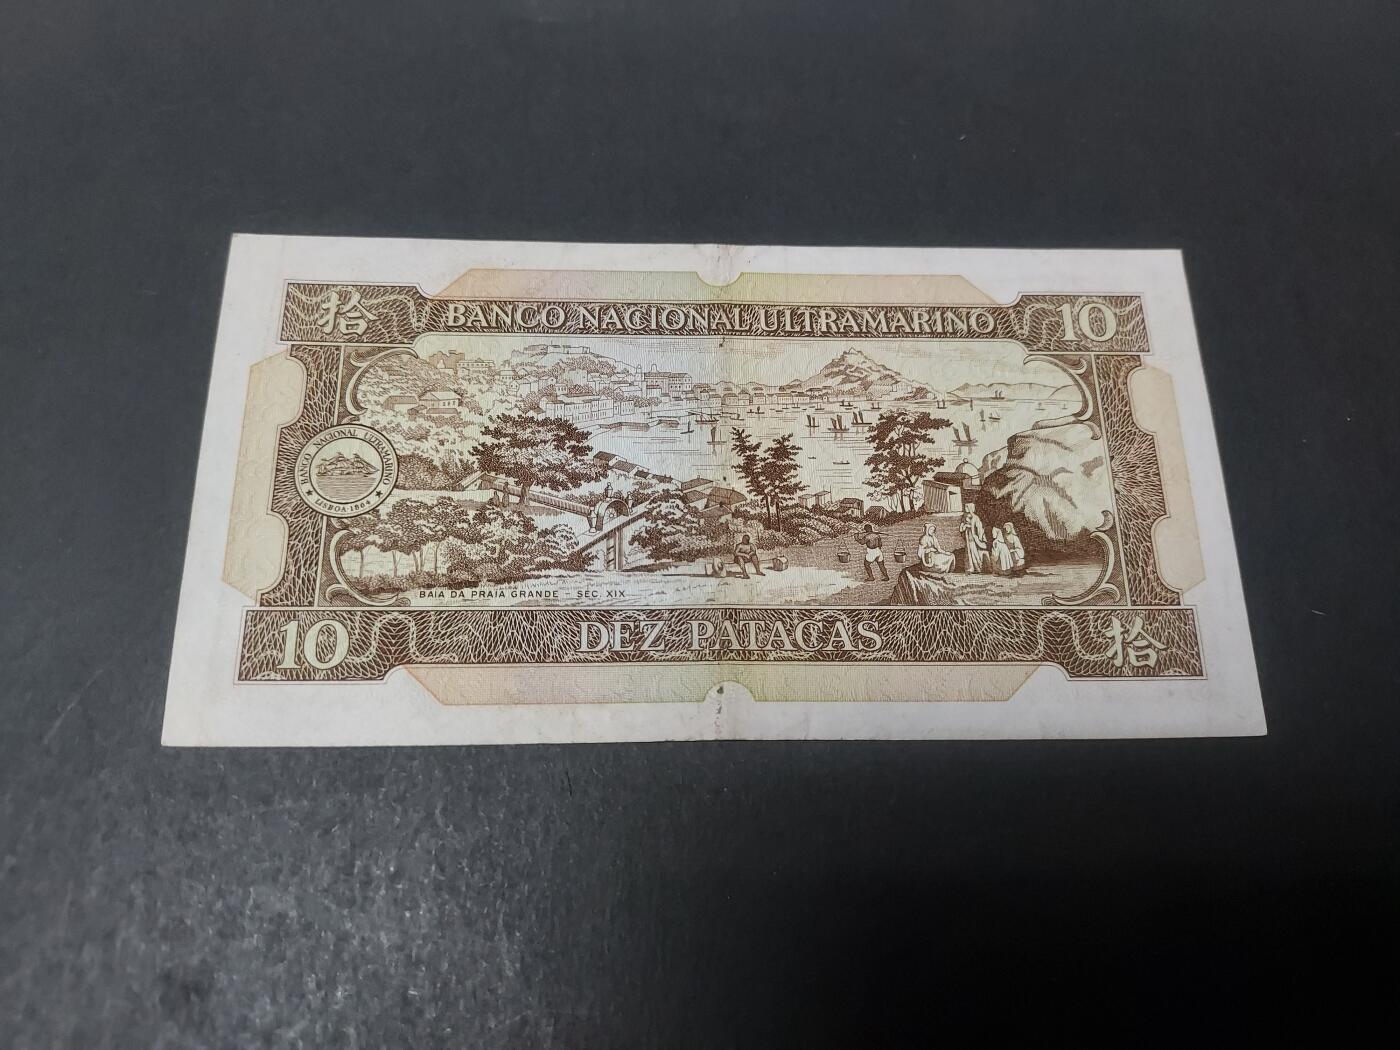 拾 BANCO NACIONAL ULTRAMARINO 10
BANCO NACIONAL ULTRAMARINO
LISBOA 1864
BAIA DA PRAIA GRANDE - SÉC. XIX
10 DEZ PATACAS 拾